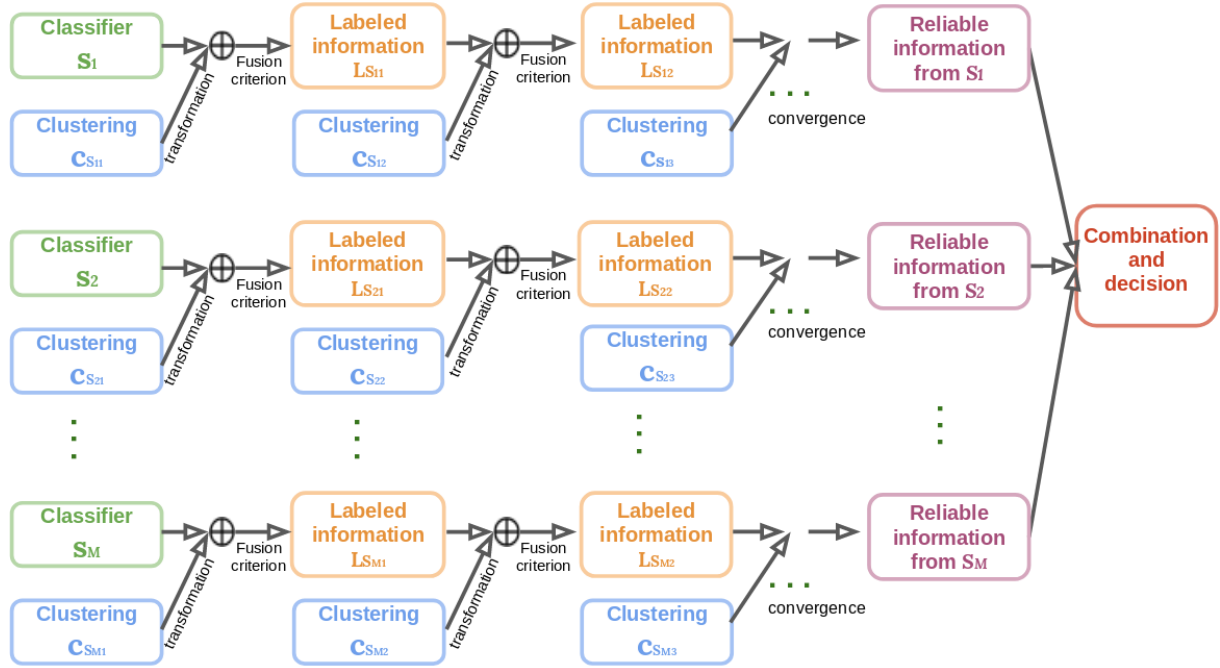 Classifier
S1
Fusion
criterion
Labeled
information
LS11
Fusion
criterion
Labeled
information
LS12
Reliable
information
from S1
transformation
transformation
. . .
convergence
Clustering
CS11
Clustering
CS12
Clustering
Cs13
Classifier
S2
Fusion
criterion
Labeled
information
LS21
Fusion
criterion
Labeled
information
LS22
Reliable
information
from S2
Combination
and
decision
transformation
transformation
. . .
convergence
Clustering
CS21
Clustering
CS22
Clustering
CS23
Classifier
SM
Fusion
criterion
Labeled
information
LSM1
Fusion
criterion
Labeled
information
LSM2
Reliable
information
from SM
transformation
transformation
. . .
convergence
Clustering
CSM1
Clustering
CSM2
Clustering
CSM3